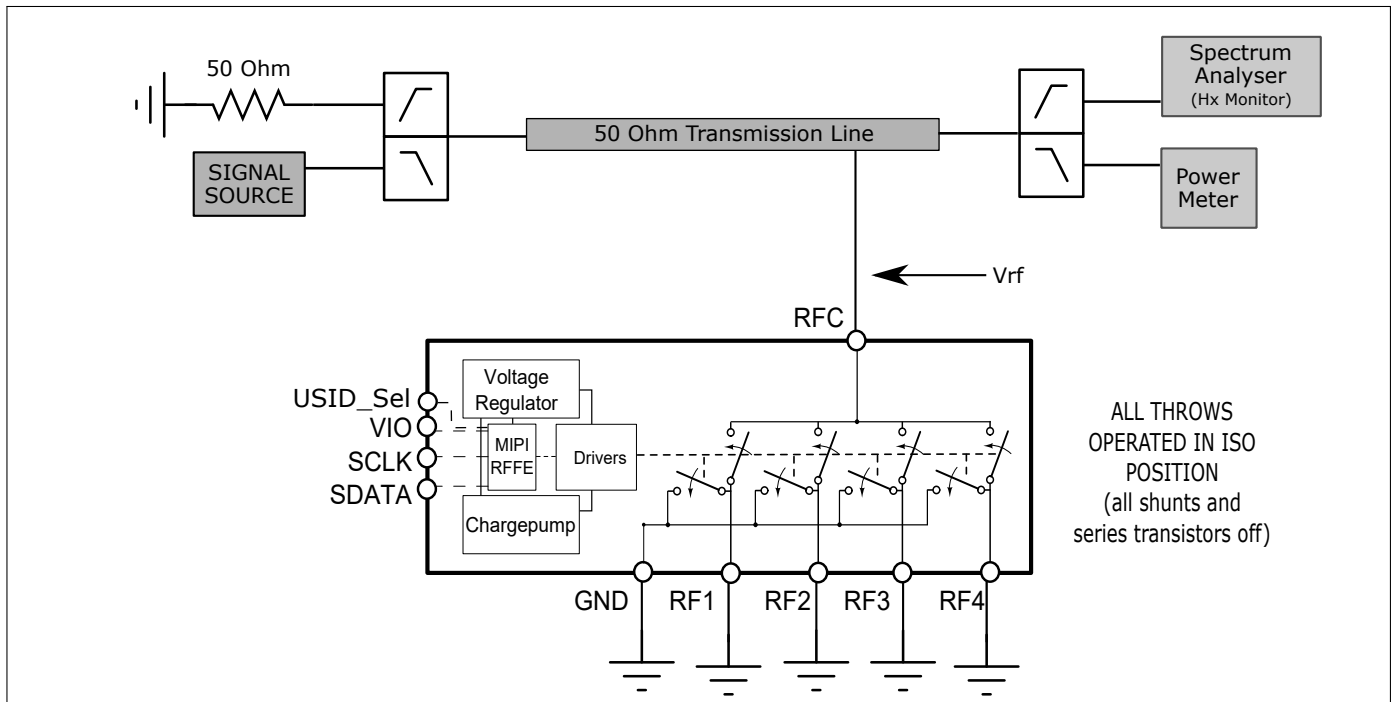 50 Ohm
SIGNAL
SOURCE
50 Ohm Transmission Line
Spectrum
Analyser
(Hx Monitor)
Power
Meter
Vrf
RFC
USID_Sel
VIO
SCLK
SDATA
Voltage
Regulator
MIPI
RFFE
Drivers
Chargepump
ALL THROWS
OPERATED IN ISO
POSITION
(all shunts and
series transistors off)
GND
RF1
RF2
RF3
RF4